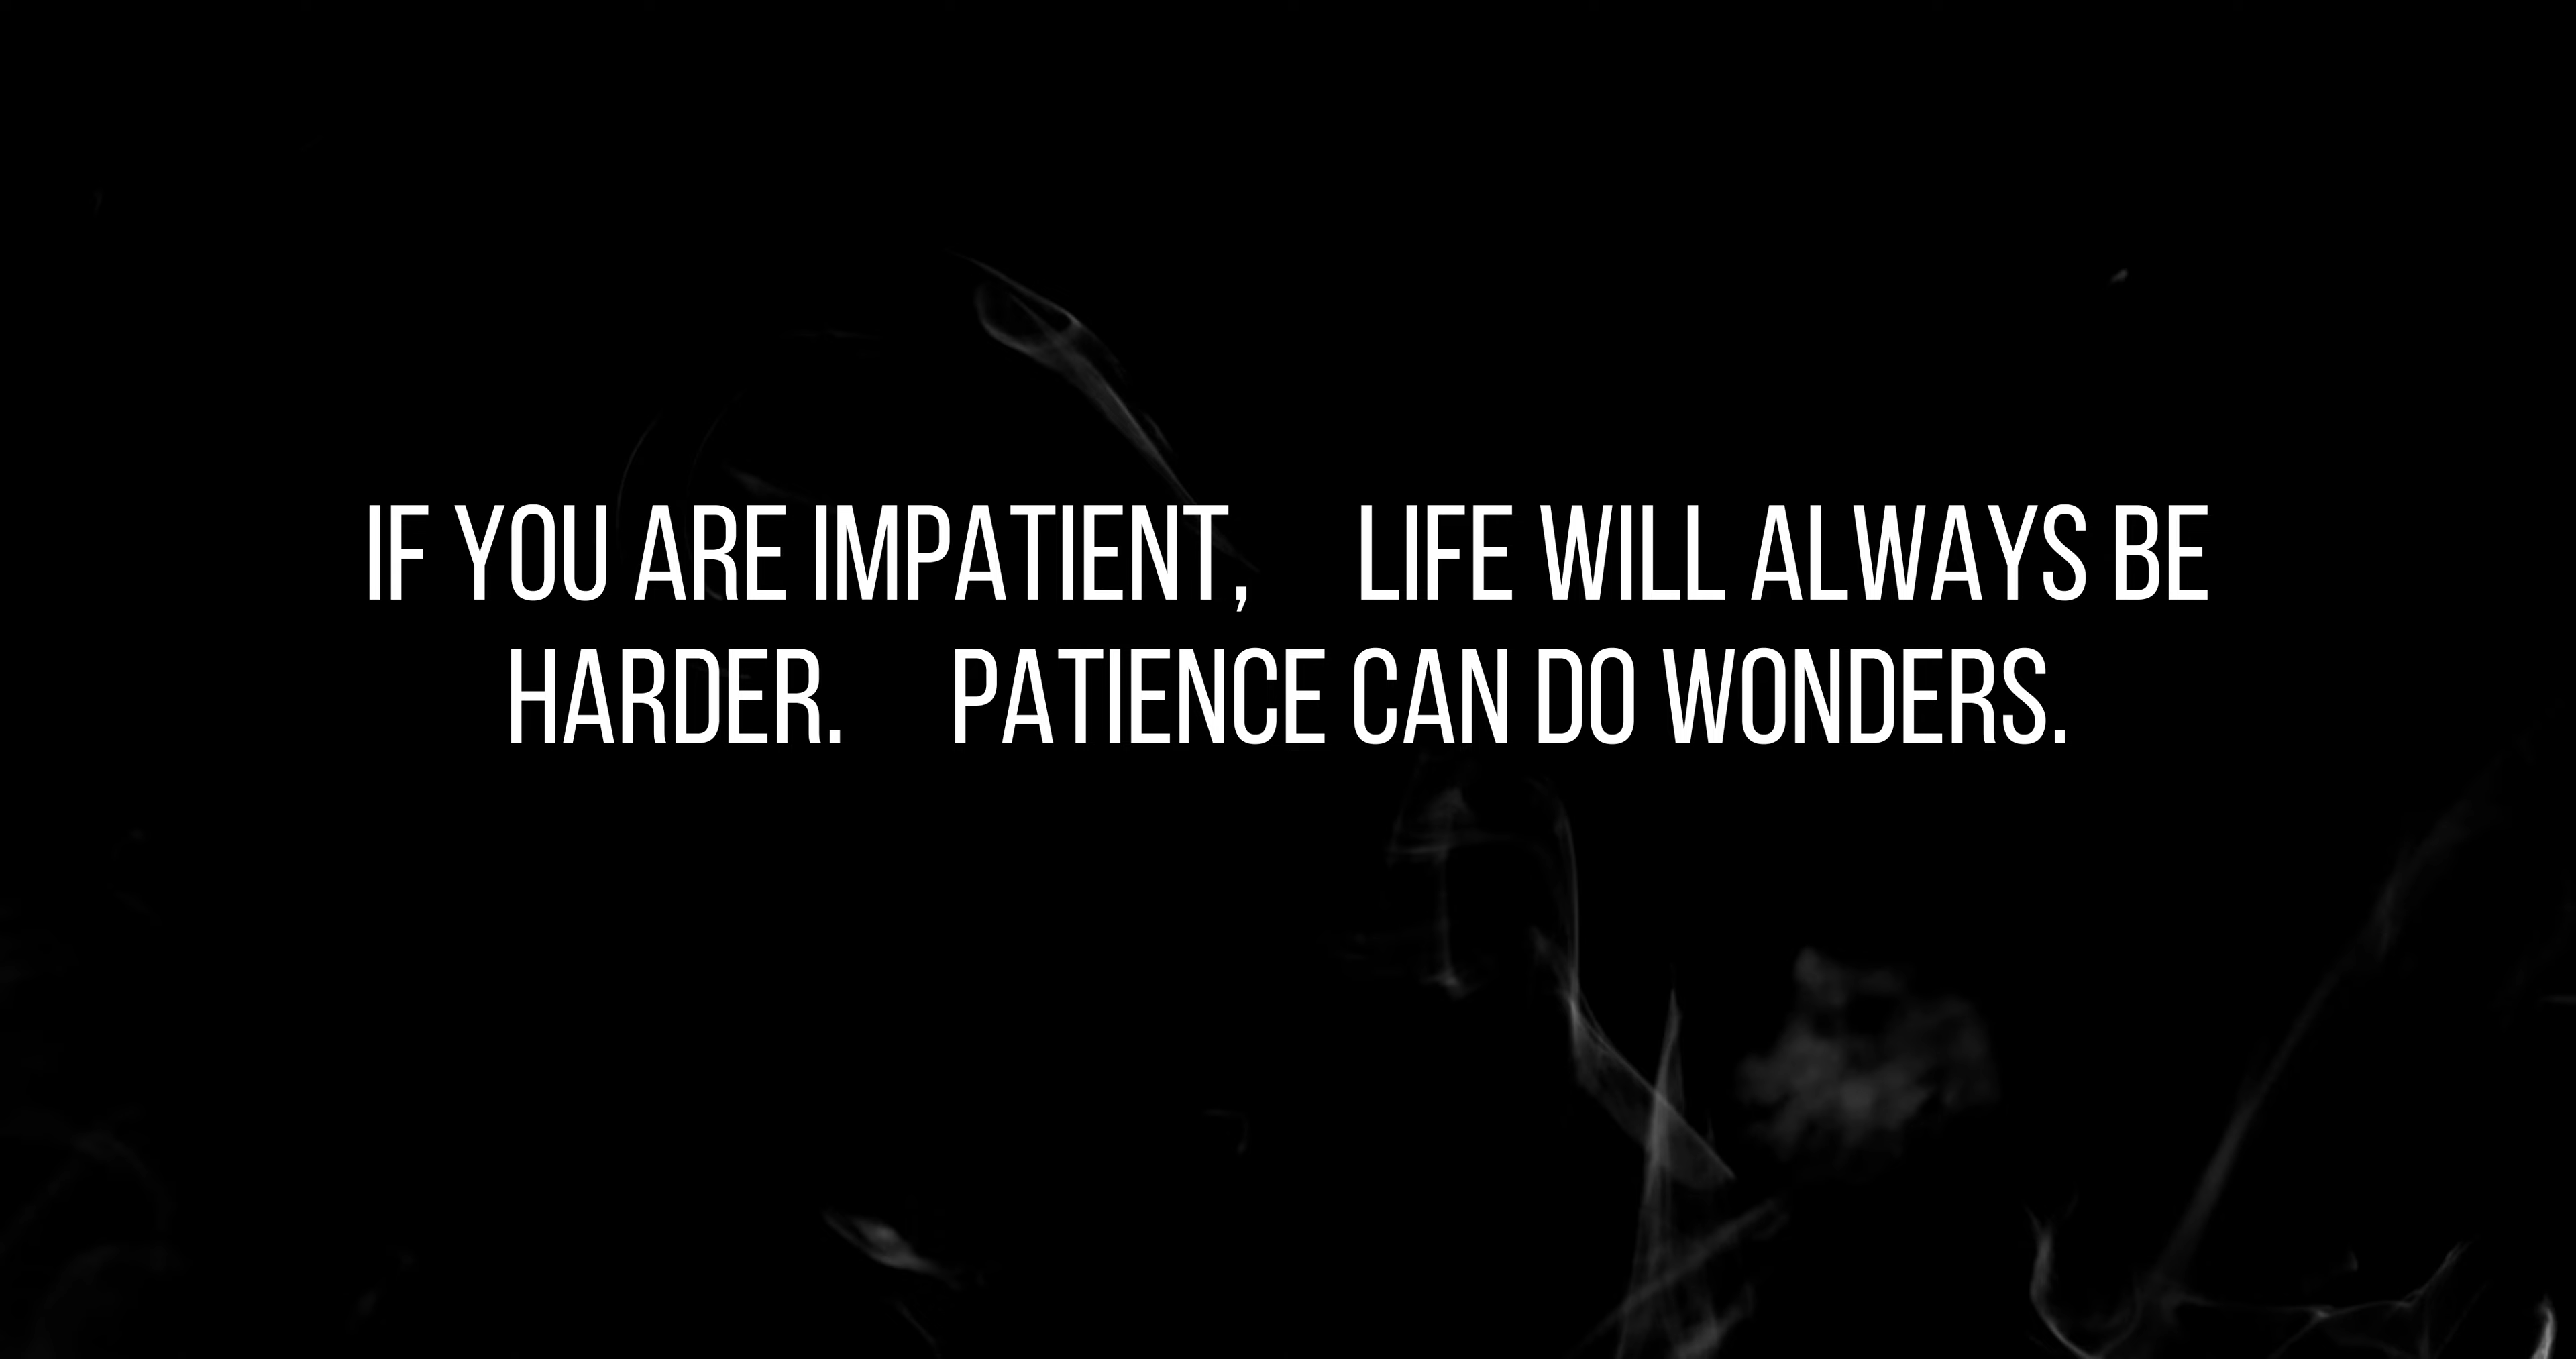 IF YOU ARE IMPATIENT, LIFE WILL ALWAYS BE
HARDER. PATIENCE CAN DO WONDERS.